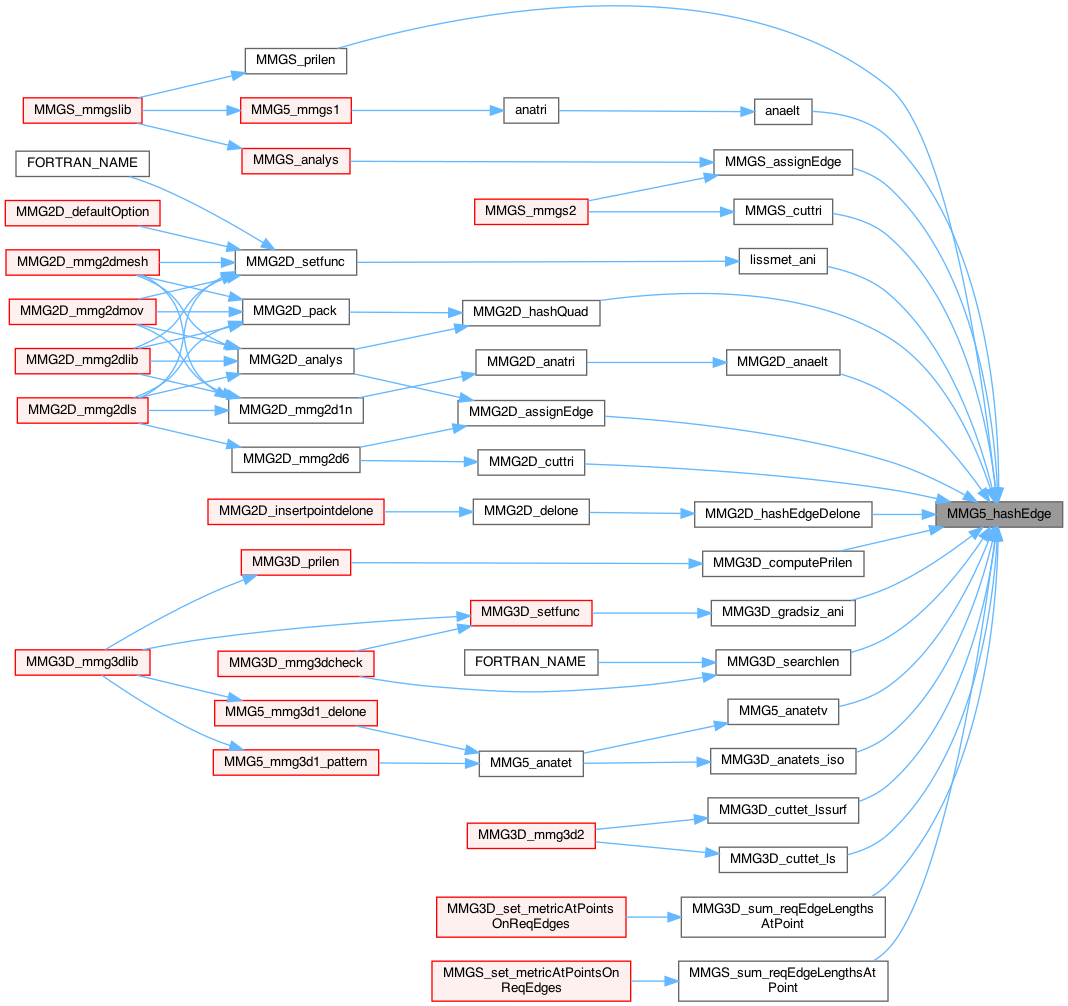 MMGS_prilen
MMGS_mmgslib
MMG5_mmgs1
anatri
anaelt
FORTRAN_NAME
MMGS_analys
MMGS_assignEdge
MMG2D_defaultOption
MMGS_mmgs2
MMGS_cuttri
MMG2D_mmg2dmesh
MMG2D_setfunc
lissmet_ani
MMG2D_mmg2dmov
MMG2D_pack
MMG2D_hashQuad
MMG2D_mmg2dlib
MMG2D_analys
MMG2D_anatri
MMG2D_anaelt
MMG2D_mmg2dls
MMG2D_mmg2d1n
MMG2D_assignEdge
MMG2D_mmg2d6
MMG2D_cuttri
MMG2D_insertpointdelone
MMG2D_delone
MMG2D_hashEdgeDelone
MMG5_hashEdge
MMG3D_prilen
MMG3D_computePrilen
MMG3D_setfunc
MMG3D_gradsiz_ani
MMG3D_mmg3dlib
MMG3D_mmg3dcheck
FORTRAN_NAME
MMG3D_searchlen
MMG5_mmg3d1_delone
MMG5_anatetv
MMG5_mmg3d1_pattern
MMG5_anatet
MMG3D_anatets_iso
MMG3D_cuttet_lssurf
MMG3D_mmg3d2
MMG3D_cuttet_ls
MMG3D_set_metricAtPoints
OnReqEdges
MMG3D_sum_reqEdgeLengths
AtPoint
MMGS_set_metricAtPointsOn
ReqEdges
MMGS_sum_reqEdgeLengthsAt
Point